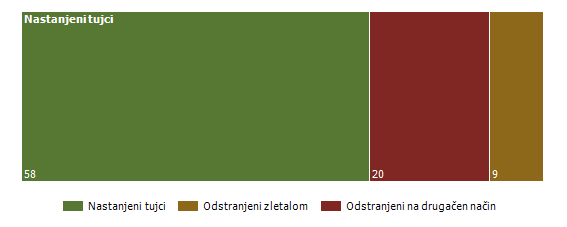 Nastanjeni tujci
58
20
9
Nastanjeni tujci
Odstranjeni z letalom
Odstranjeni na drugačen način